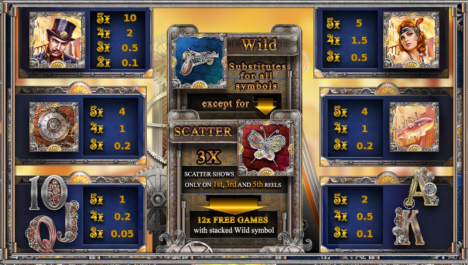 5x 10
4x 2
3x 0.5
2x 0.1
5x 4
4x 1
3x 0.2
10
J
Q
5x 1
4x 0.2
3x 0.05
Wild
Substitutes
for all
symbols
except for
SCATTER
3X
SCATTER SHOWS
ONLY ON 1st, 3rd AND 5th REELS
12x FREE GAMES
with stacked Wild symbol
5x 5
4x 1.5
3x 0.5
5x 4
4x 1
3x 0.2
5x 2
4x 0.5
3x 0.1
A
K